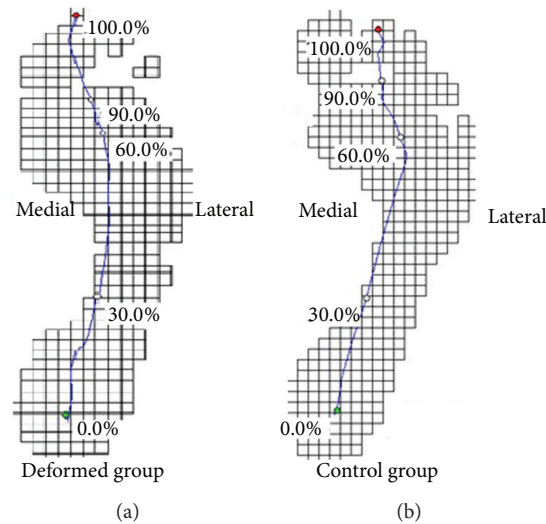 100.0%
90.0%
60.0%
Medial
Lateral
30.0%
0.0%
Deformed group
(a)
100.0%
90.0%
60.0%
Medial
Lateral
30.0%
0.0%
Control group
(b)